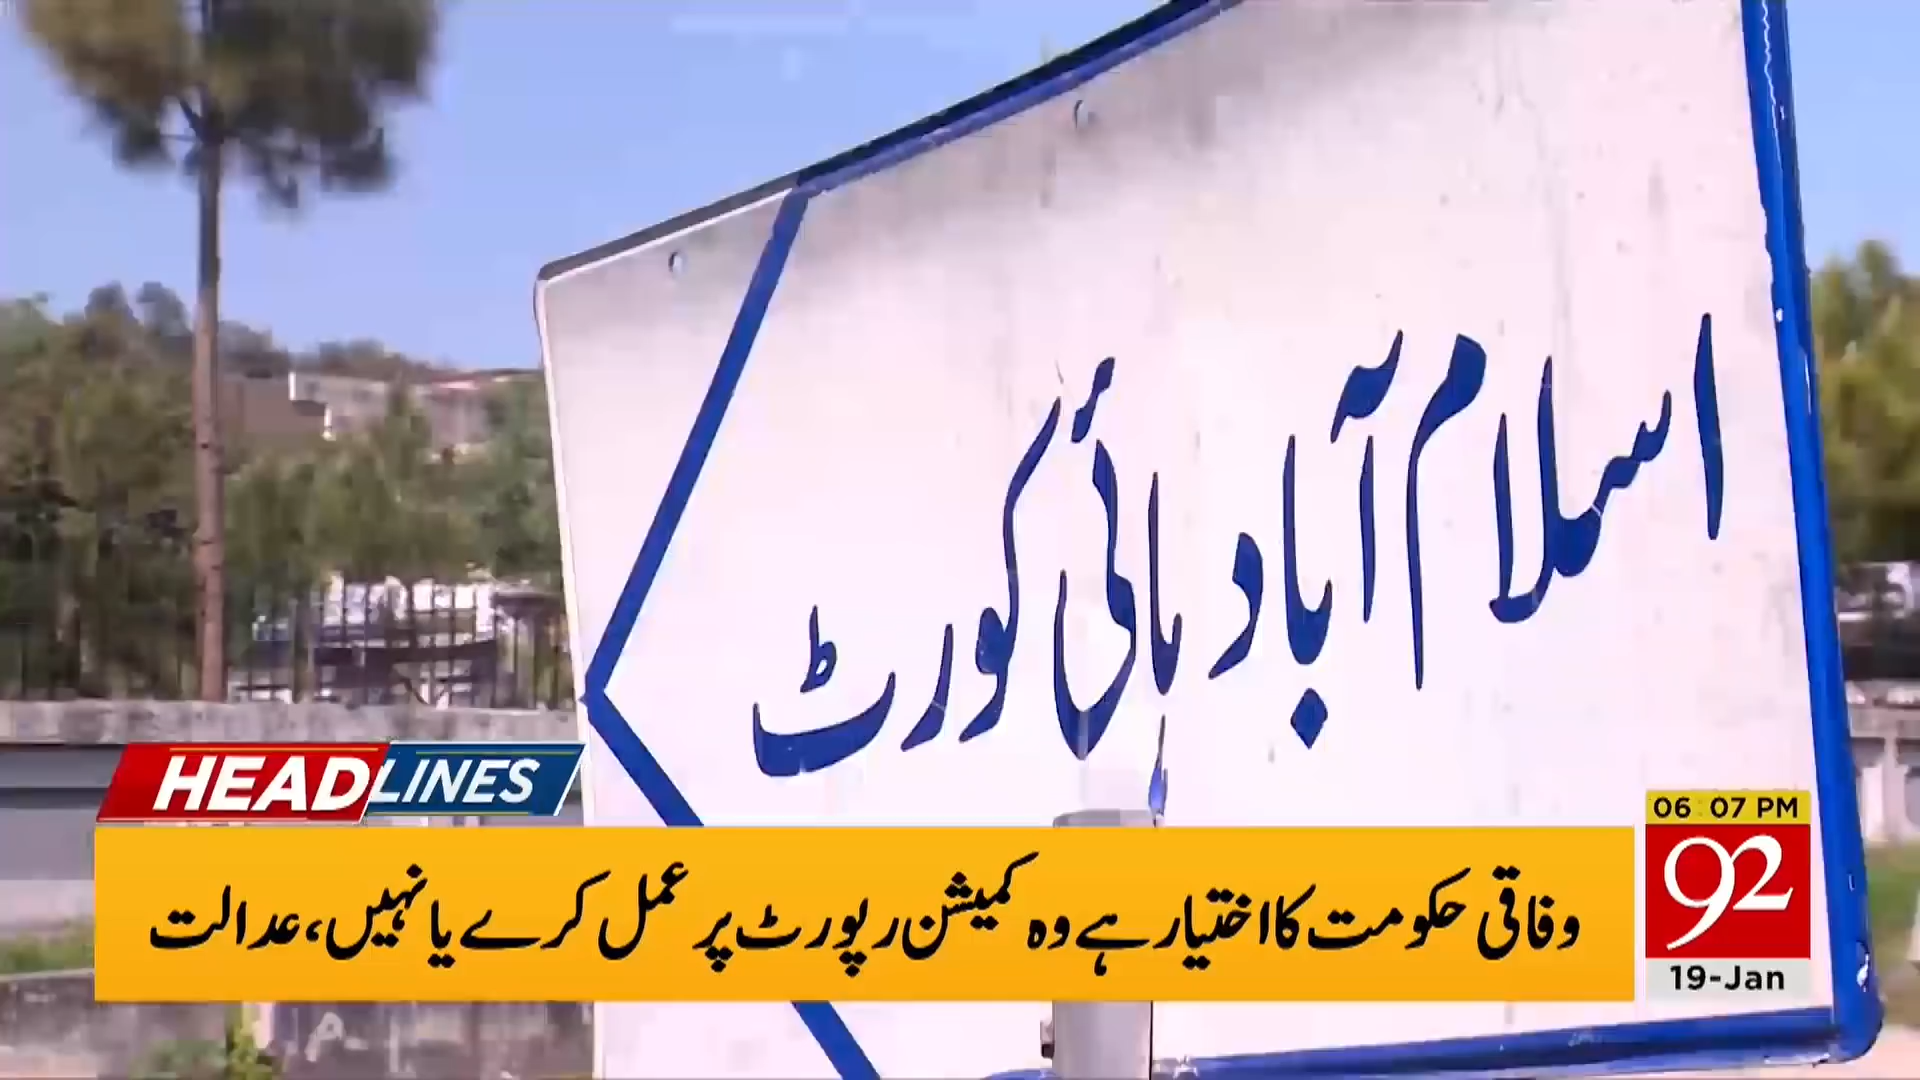 اسلام آباد ہائی کورٹ
HEADLINES
06:07 PM
92
19-Jan
وفاقی حکومت کا اختیار ہے وہ کمیشن رپورٹ پر عمل کرے یا نہیں، عدالت